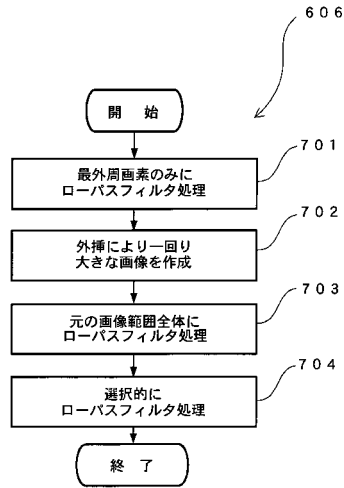 606
開 始
701
最外周画素のみに
ローパスフィルタ処理
702
外挿により一回り
大きな画像を作成
703
元の画像範囲全体に
ローパスフィルタ処理
704
選択的に
ローパスフィルタ処理
終 了